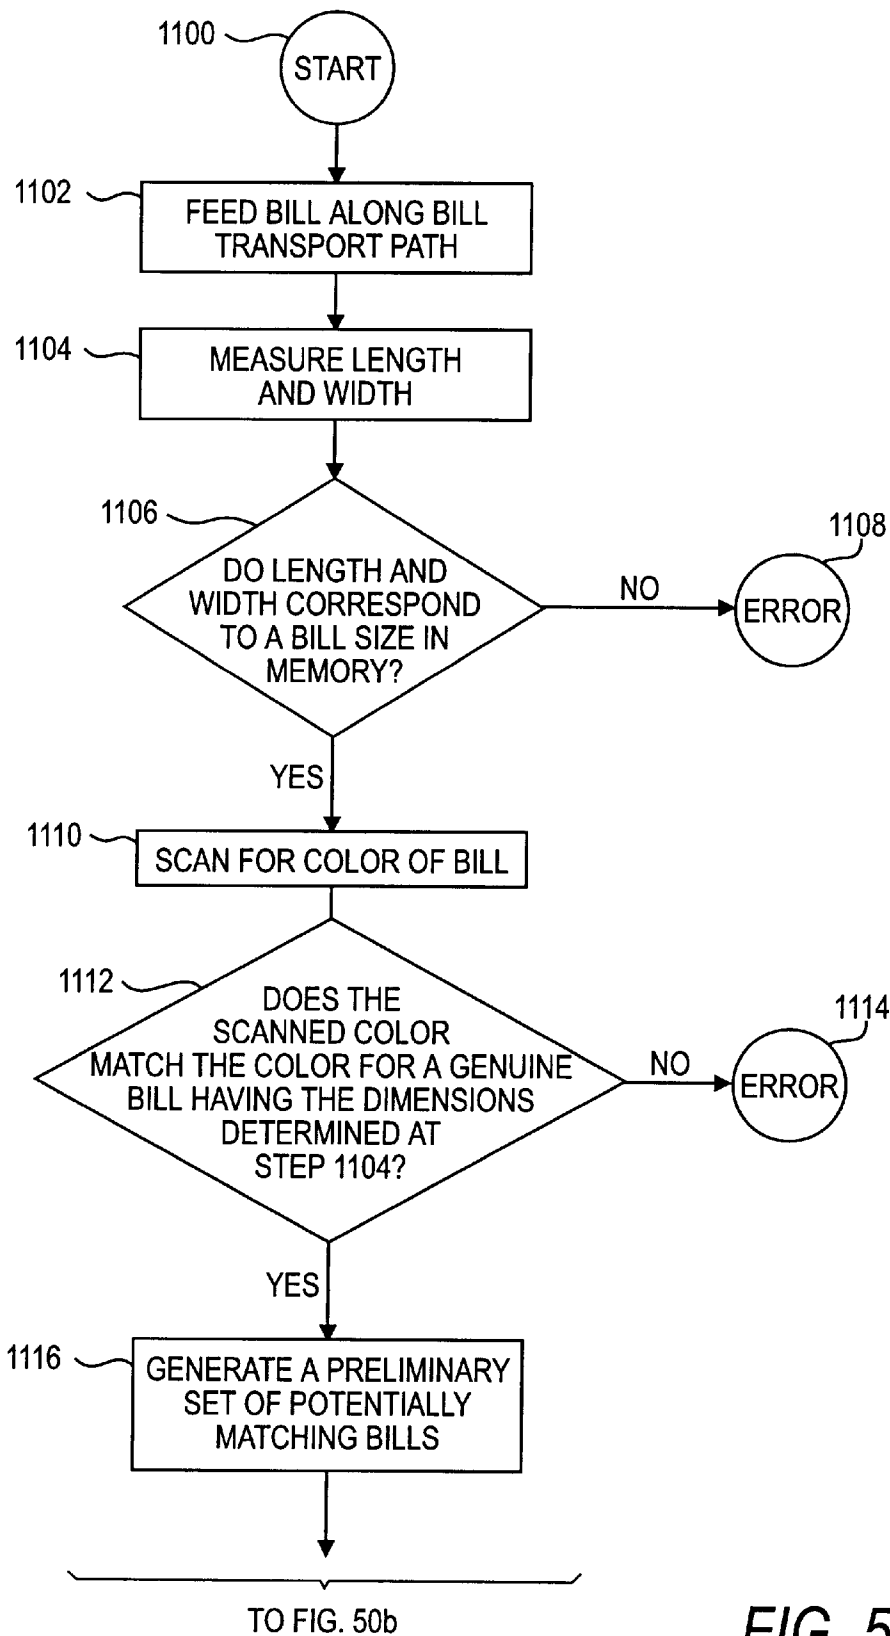 1100
START
1102
FEED BILL ALONG BILL
TRANSPORT PATH
1104
MEASURE LENGTH
AND WIDTH
1106
DO LENGTH AND
WIDTH CORRESPOND
TO A BILL SIZE IN
MEMORY?
NO
1108
ERROR
YES
1110
SCAN FOR COLOR OF BILL
1112
DOES THE
SCANNED COLOR
MATCH THE COLOR FOR A GENUINE
BILL HAVING THE DIMENSIONS
DETERMINED AT
STEP 1104?
NO
1114
ERROR
YES
1116
GENERATE A PRELIMINARY
SET OF POTENTIALLY
MATCHING BILLS
TO FIG. 50b
FIG. 5